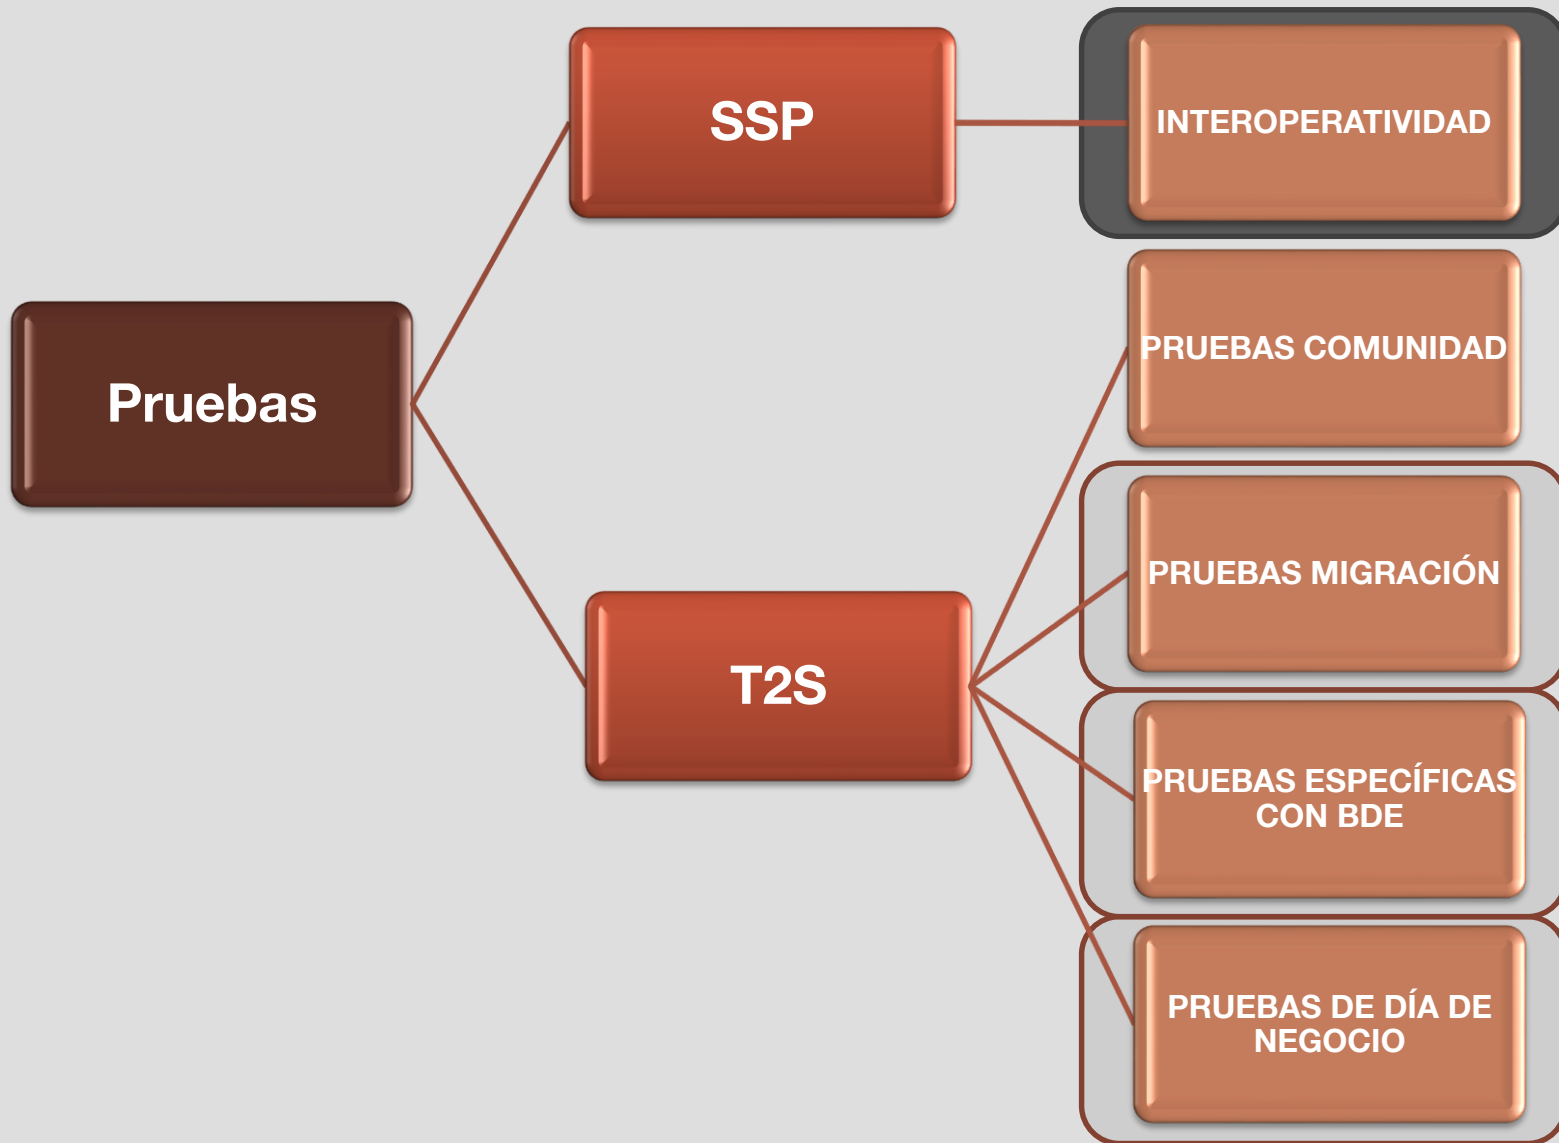 Pruebas
SSP
INTEROPERATIVIDAD
T2S
PRUEBAS COMUNIDAD
PRUEBAS MIGRACIÓN
PRUEBAS ESPECÍFICAS
CON BDE
PRUEBAS DE DÍA DE
NEGOCIO